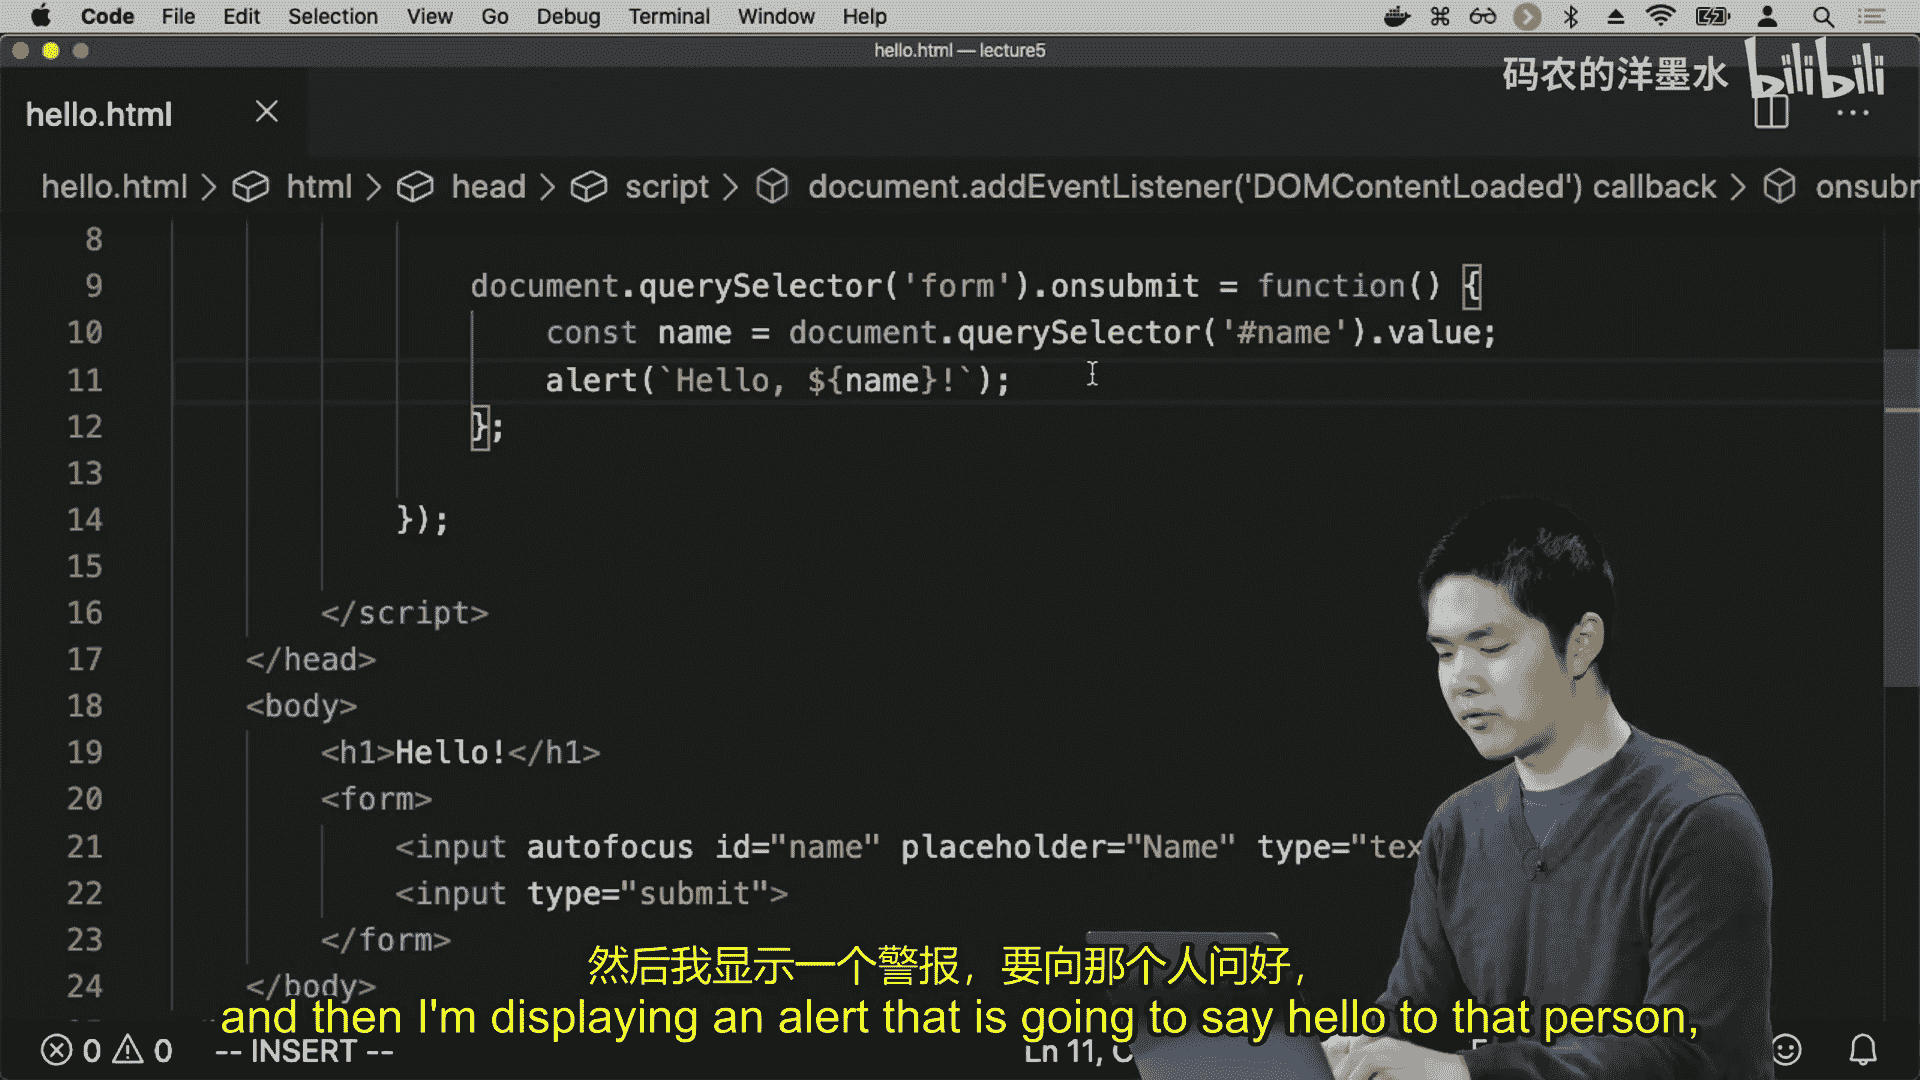 Code File Edit Selection View Go Debug Terminal Window Help
hello.html — lecture5
码农的洋墨水 bilibili
hello.html
hello.html > html > head > script > document.addEventListener('DOMContentLoaded') callback >
8
9 document.querySelector('form').onsubmit = function() {
10 const name = document.querySelector('#name').value;
11 alert(`Hello, ${name}!`);
12 };
13
14 });
15
16 </script>
17 </head>
18 <body>
19 <h1>Hello!</h1>
20 <form>
21 <input autofocus id="name" placeholder="Name" type="tex
22 <input type="submit">
23 </form>
24 </body>
然后我显示一个警报，要向那个人问好，
and then I'm displaying an alert that is going to say hello to that person,
0 0 -- INSERT -- Ln 11,